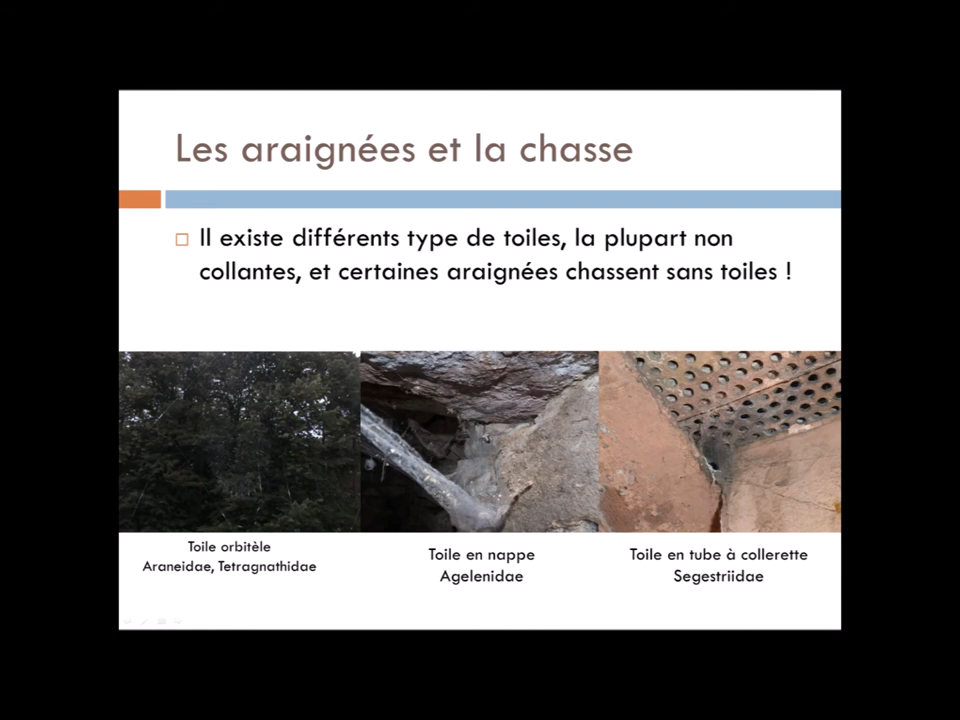 Les araignées et la chasse
Il existe différents type de toiles, la plupart non
collantes, et certaines araignées chassent sans toiles !
Toile orbitèle
Araneidae, Tetragnathidae
Toile en nappe
Agelenidae
Toile en tube à collerette
Segestriidae